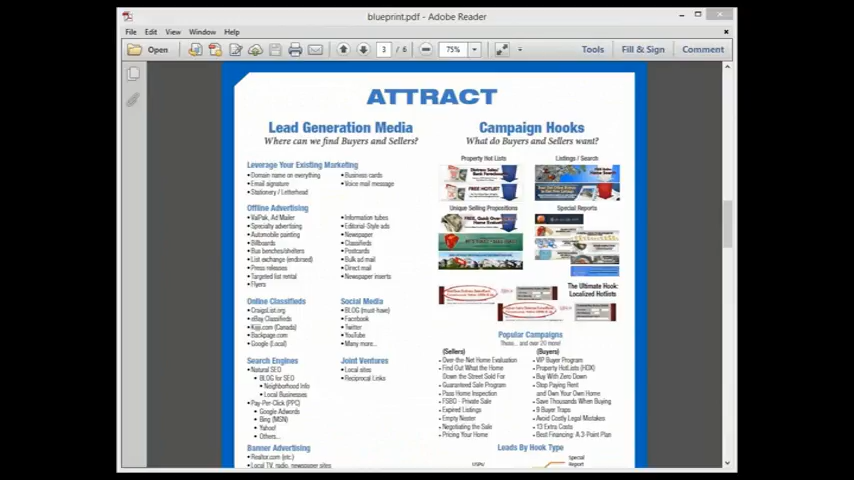 blueprint.pdf - Adobe Reader
File Edit View Window Help
Open 3 / 6 75% Tools Fill & Sign Comment
ATTRACT
Lead Generation Media
Where can we find Buyers and Sellers?
Leverage Your Existing Marketing
• Domain name on everything
• Email signature
• Stationery / Letterhead
• Business cards
• Voice mail message
Offline Advertising
• ValPak, Ad Mailer
• Specialty advertising
• Automobile painting
• Billboards
• Bus benches/shelters
• List exchange (endorsed)
• Press releases
• Targeted list rental
• Flyers
• Information tubes
• Editorial-Style ads
• Newspaper
• Classifieds
• Postcards
• Bulk ad mail
• Direct mail
• Newspaper inserts
Online Classifieds
• CraigsList.org
• eBay Classifieds
• Kijiji.com (Canada)
• Backpage.com
• Google (Local)
Social Media
• BLOG (must-have)
• Facebook
• Twitter
• YouTube
• Many more...
Search Engines
• Natural SEO
• BLOG for SEO
• Neighborhood Info
• Local Businesses
• Pay-Per-Click (PPC)
• Google Adwords
• Bing (MSN)
• Yahoo!
• Others...
Joint Ventures
• Local sites
• Reciprocal Links
Banner Advertising
• Realtor.com (etc)
• Local TV, radio, newspaper sites
Campaign Hooks
What do Buyers and Sellers want?
Property Hot Lists
Listings / Search
Unique Selling Propositions
Special Reports
The Ultimate Hook:
Localized Hotlists
Popular Campaigns
(Sellers)
• Over-the-Net Home Evaluation
• Find Out What the Home
Down the Street Sold For
• Guaranteed Sale Program
• Pass Home Inspection
• FSBO - Private Sale
• Expired Listings
• Empty Nester
• Negotiating the Sale
• Pricing Your Home
(Buyers)
• VIP Buyer Program
• Property HotLists (HDX)
• Buy With Zero Down
• Stop Paying Rent
and Own Your Own Home
• Save Thousands When Buying
• 9 Buyer Traps
• Avoid Costly Legal Mistakes
• 13 Extra Costs
• Best Financing: A 3-Point Plan
Leads By Hook Type
Special
Report